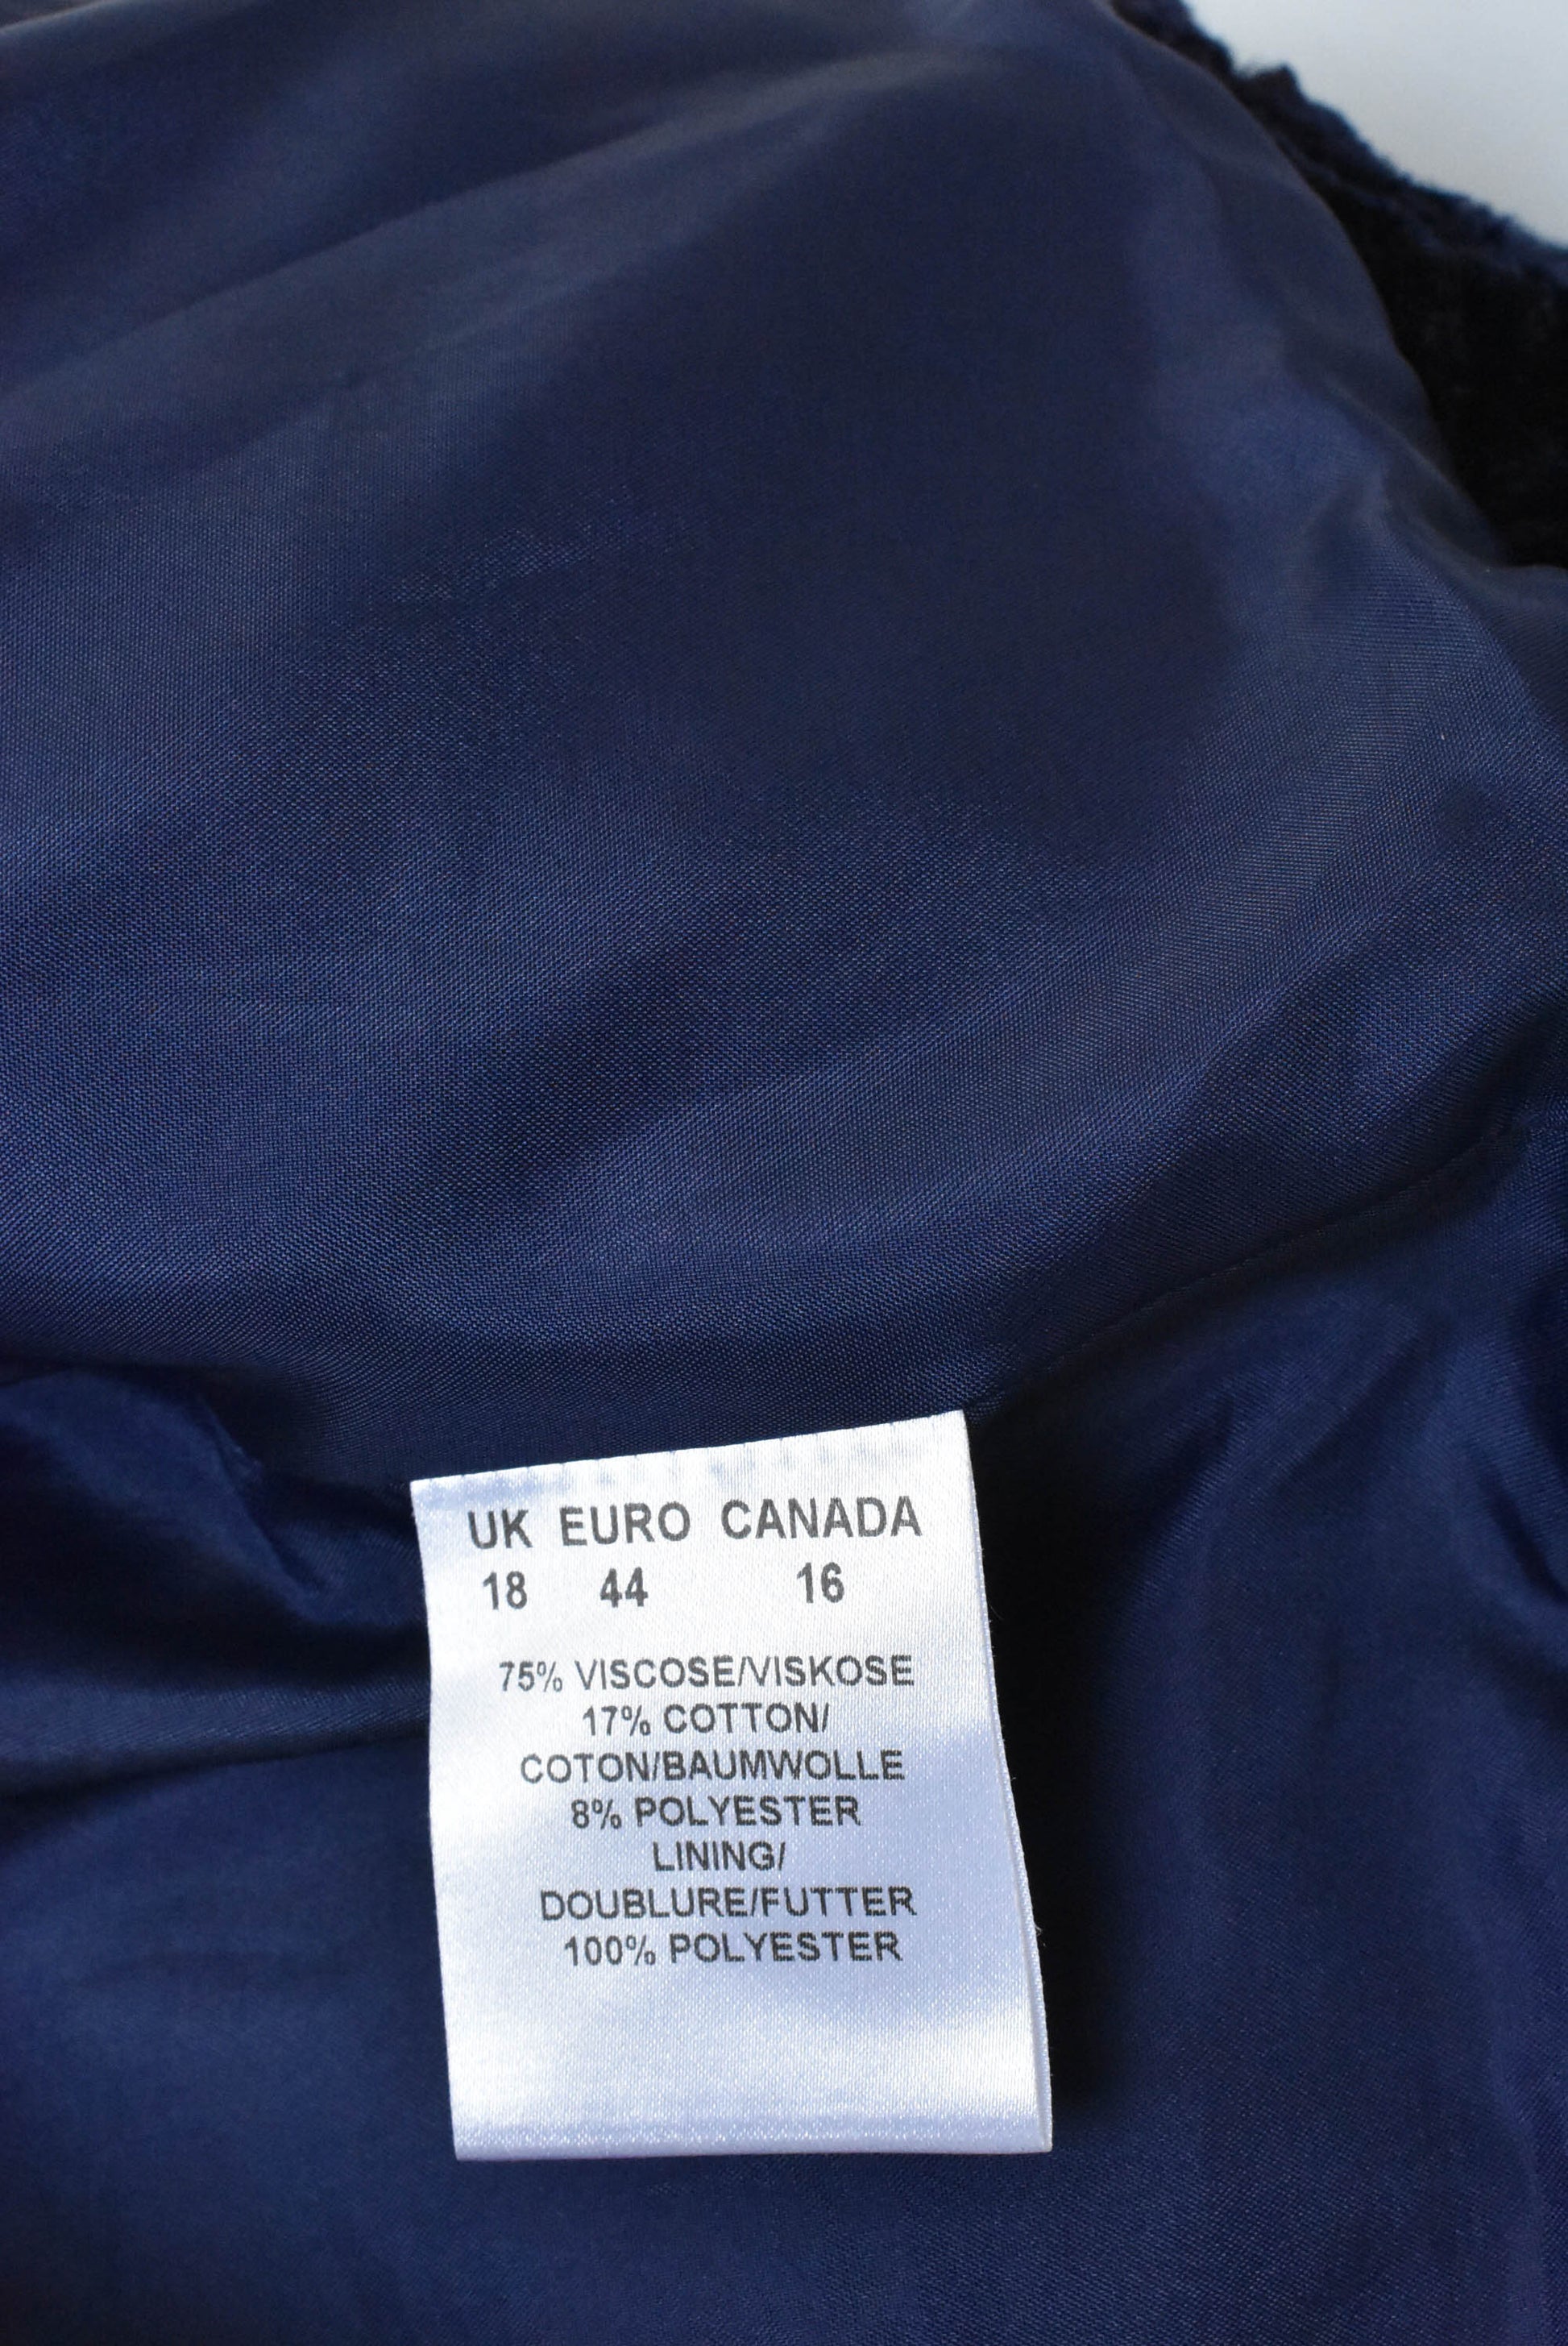 UK EURO CANADA
18 44 16
75% VISCOSE/VISKOSE
17% COTTON/
COTON/BAUMWOLLE
8% POLYESTER
LINING/
DOUBLURE/FUTTER
100% POLYESTER